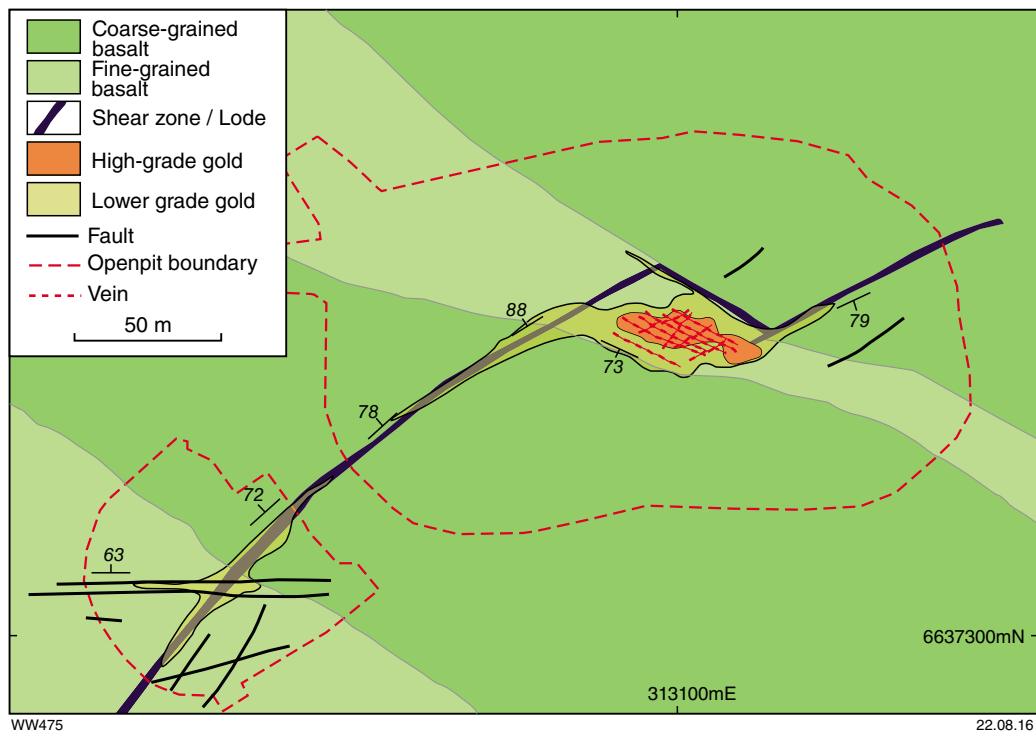 Coarse-grained
basalt
Fine-grained
basalt
Shear zone / Lode
High-grade gold
Lower grade gold
Fault
Openpit boundary
Vein
50 m
88
79
73
78
72
63
6637300mN
313100mE
WW475
22.08.16